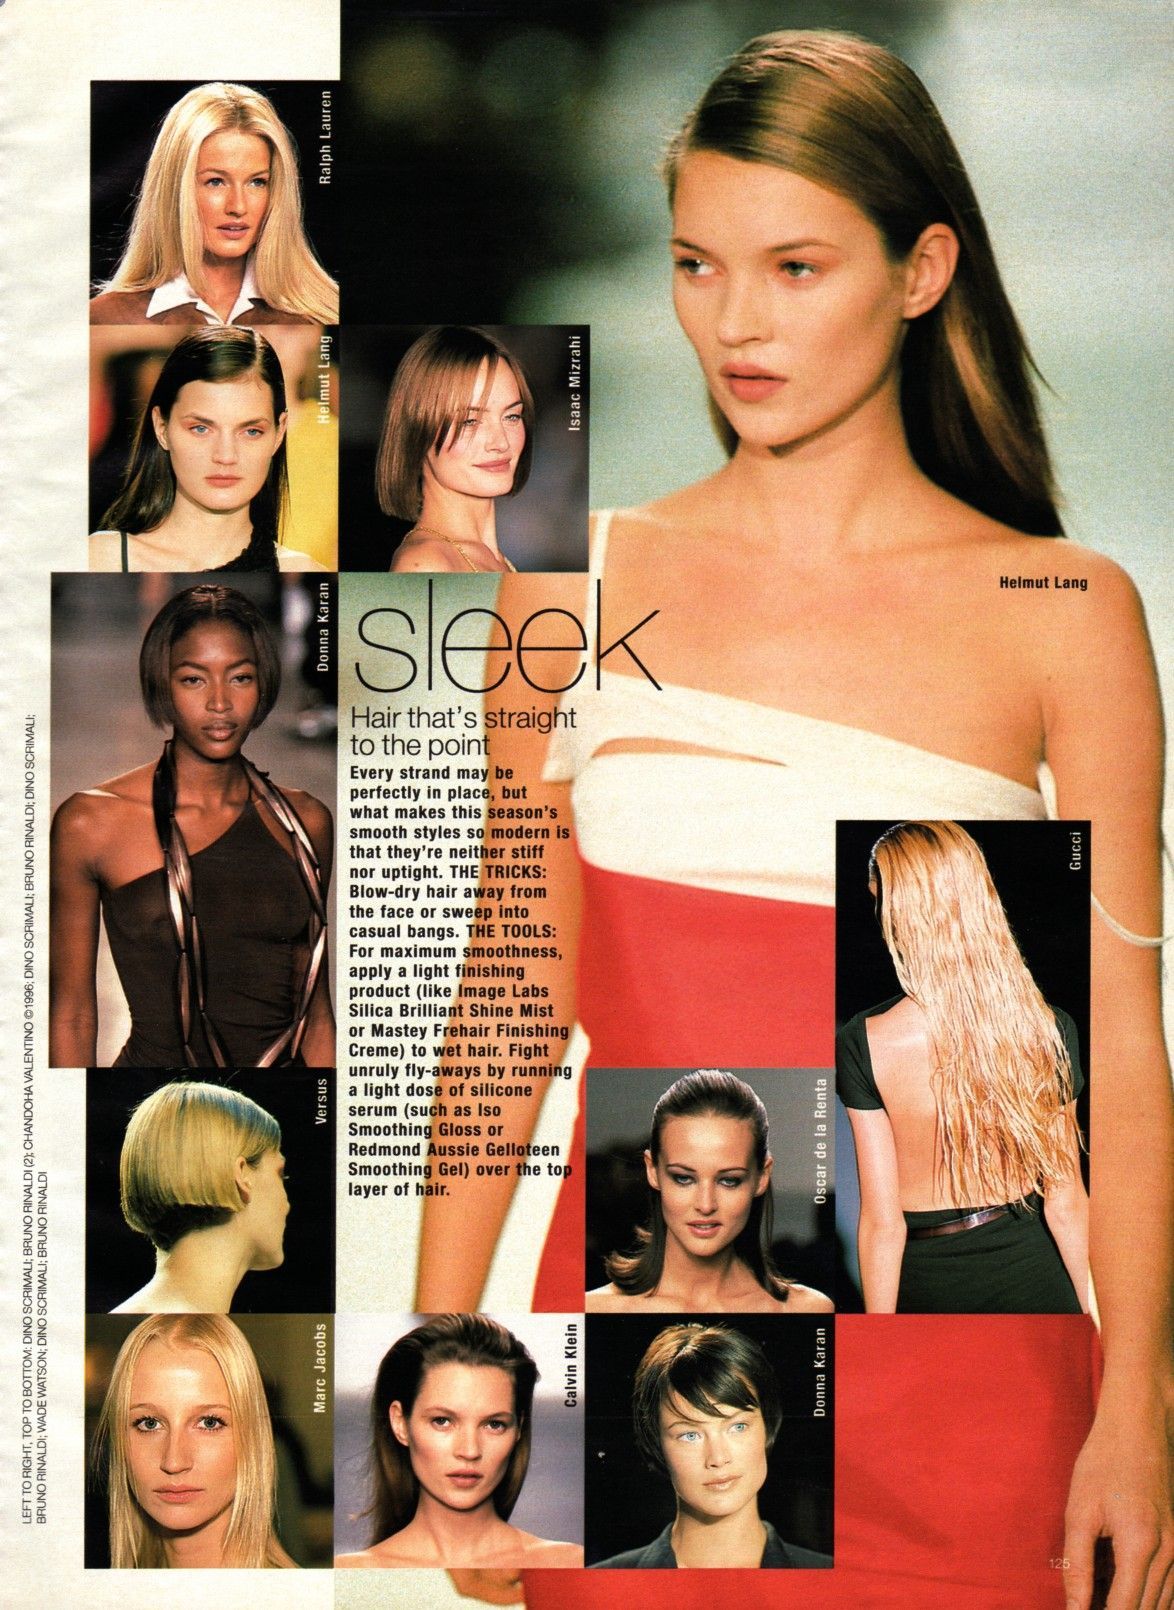 Ralph Lauren
Helmut Lang
Isaac Mizrahi
Helmut Lang
Donna Karan
sleek
Hair that's straight
to the point
Every strand may be
perfectly in place, but
what makes this season's
smooth styles so modern is
that they're neither stiff
nor uptight. THE TRICKS:
Blow-dry hair away from
the face or sweep into
casual bangs. THE TOOLS:
For maximum smoothness,
apply a light finishing
product (like Image Labs
Silica Brilliant Shine Mist
or Mastey Frehair Finishing
Creme) to wet hair. Fight
unruly fly-aways by running
a light dose of silicone
serum (such as Iso
Smoothing Gloss or
Redmond Aussie Gelloteen
Smoothing Gel) over the top
layer of hair.
Gucci
Versus
Oscar de la Renta
Marc Jacobs
Calvin Klein
Donna Karan
LEFT TO RIGHT, TOP TO BOTTOM: DINO SCRIMALI; BRUNO RINALDI (2); CHANDOHA VALENTINO ©1996; DINO SCRIMALI; BRUNO RINALDI; DINO SCRIMALI;
BRUNO RINALDI; WADE WATSON; DINO SCRIMALI; BRUNO RINALDI
125